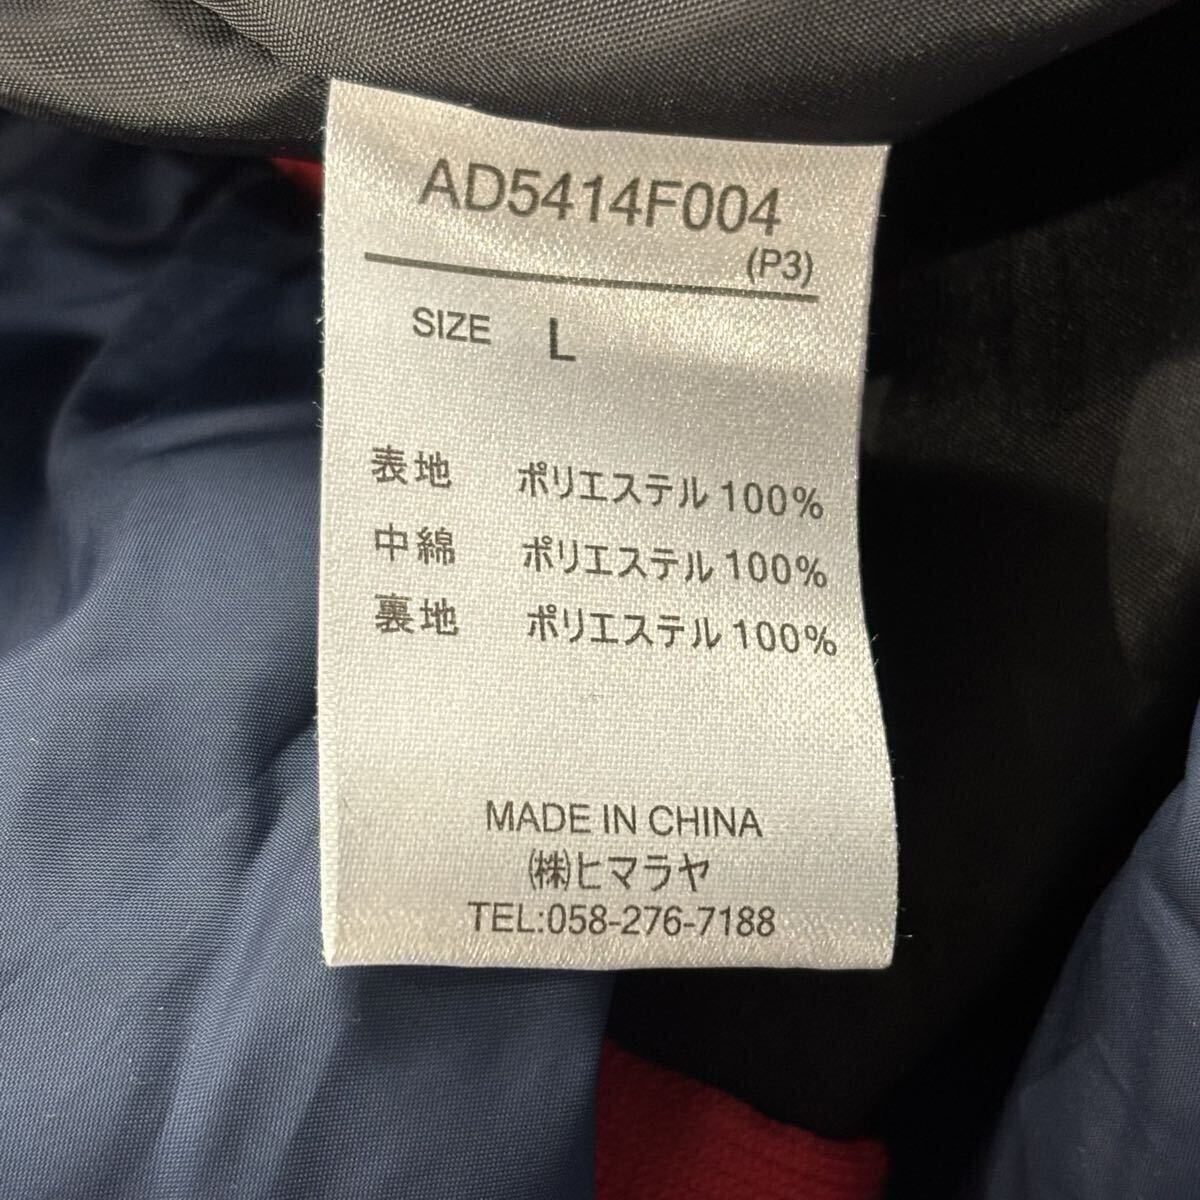 AD5414F004
(P3)
SIZE L
表地 ポリエステル 100%
中綿 ポリエステル 100%
裏地 ポリエステル 100%
MADE IN CHINA
㈱ヒマラヤ
TEL:058-276-7188